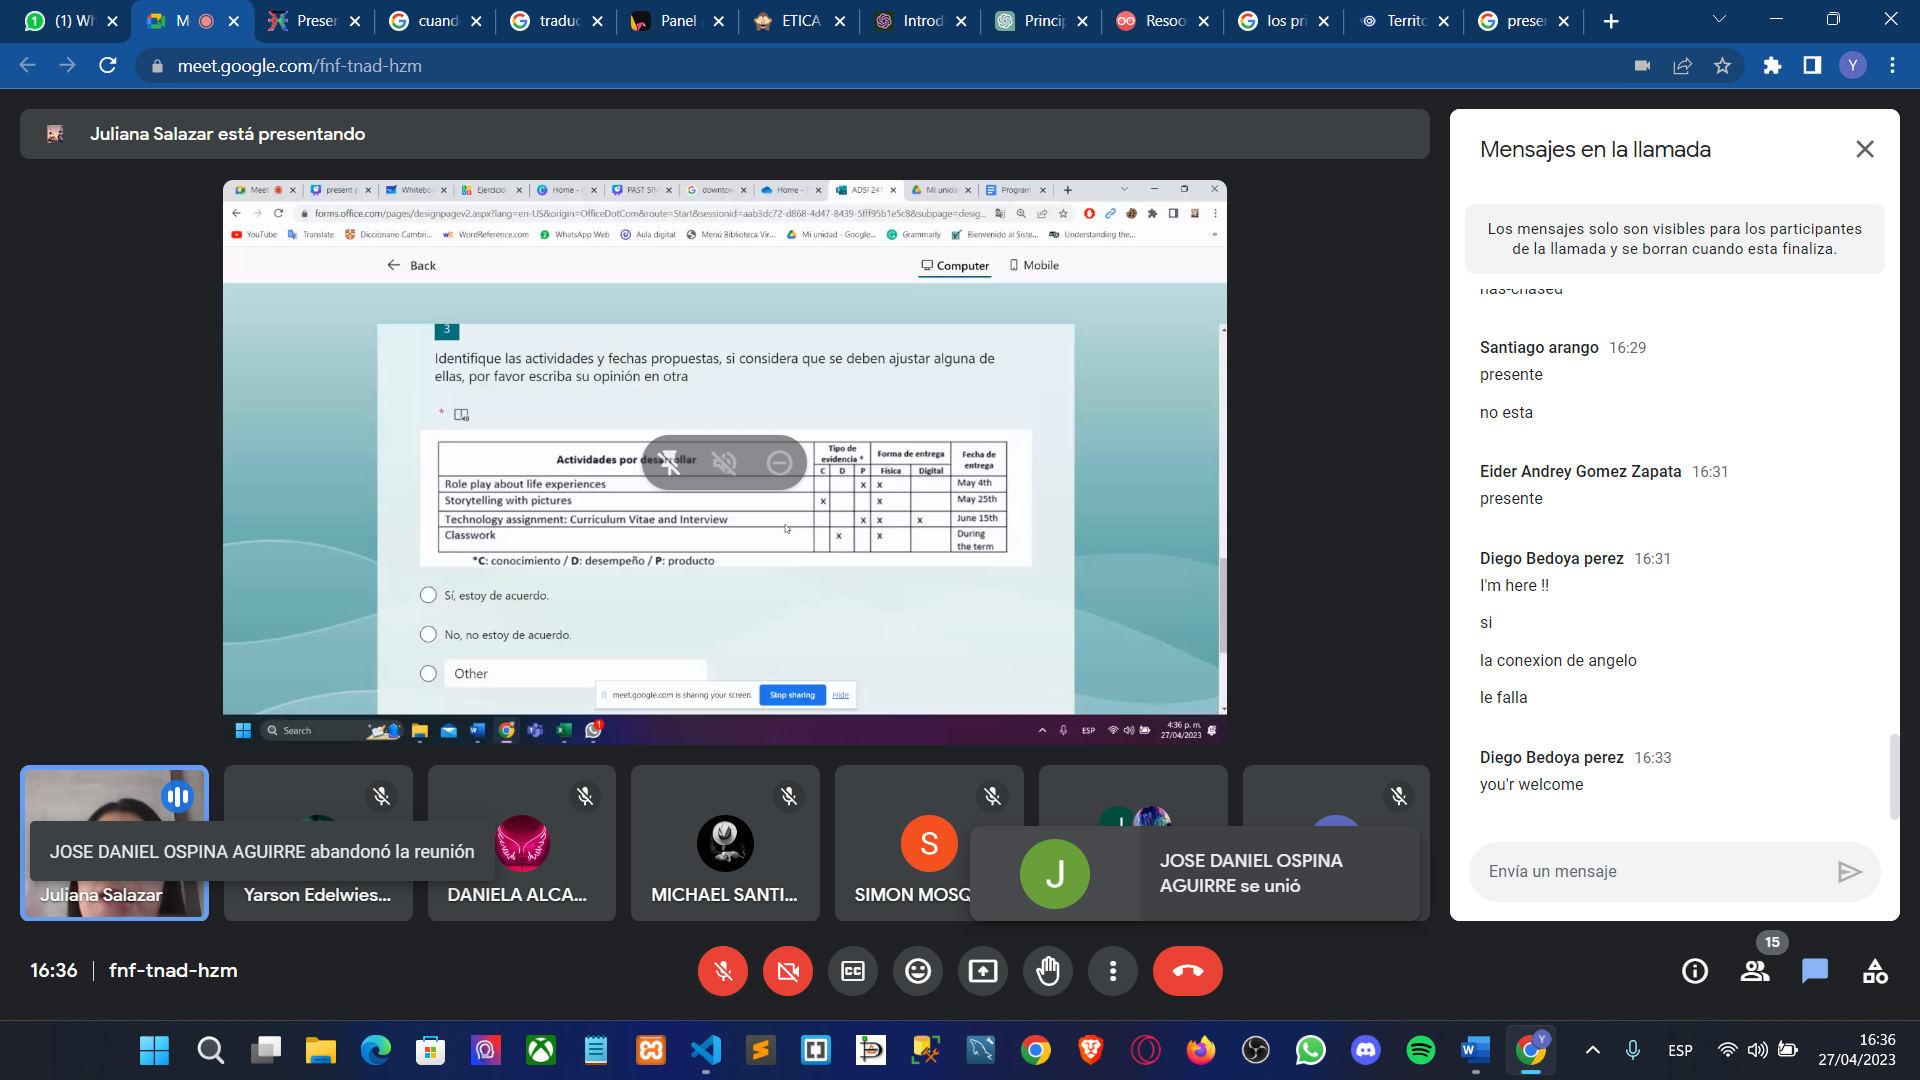 (1) Wh
M
Presen
cuand
traduc
Panel
ETICA
Introd
Princip
Resoo
los pri
Territo
presen
meet.google.com/fnf-tnad-hzm
Y
Juliana Salazar está presentando
Meet
present p
Whiteboa
Ejercicio
Home -
PAST SIM
downtow
Home -
ADSI 247
Mi unida
Program
forms.office.com/pages/designpagev2.aspx?lang=en-US&origin=OfficeDotCom&route=Start&sessionid=aab3dc72-d868-4d47-8439-5fff95b1e5c8&subpage=desig...
YouTube
Translate
Diccionario Cambri...
WordReference.com
WhatsApp Web
Aula digital
Menú Biblioteca Vir...
Mi unidad - Google...
Grammarly
Bienvenido al Siste...
Understanding the...
Back
Computer
Mobile
3
Identifique las actividades y fechas propuestas, si considera que se deben ajustar alguna de
ellas, por favor escriba su opinión en otra
*
Actividades por desarrollar
Tipo de evidencia *
Forma de entrega
Fecha de entrega
C D P Física Digital
Role play about life experiences x x May 4th
Storytelling with pictures x x May 25th
Technology assignment: Curriculum Vitae and Interview x x x June 15th
Classwork x x During the term
*C: conocimiento / D: desempeño / P: producto
Sí, estoy de acuerdo.
No, no estoy de acuerdo.
Other
meet.google.com is sharing your screen.
Stop sharing
Hide
Search
1
ESP
4:36 p. m.
27/04/2023
Mensajes en la llamada
Los mensajes solo son visibles para los participantes
de la llamada y se borran cuando esta finaliza.
has-chased
Santiago arango 16:29
presente
no esta
Eider Andrey Gomez Zapata 16:31
presente
Diego Bedoya perez 16:31
I'm here !!
si
la conexion de angelo
le falla
Diego Bedoya perez 16:33
you'r welcome
Envía un mensaje
JOSE DANIEL OSPINA AGUIRRE abandonó la reunión
Juliana Salazar
Yarson Edelwies...
DANIELA ALCA...
MICHAEL SANTI...
S
SIMON MOSQ
J
JOSE DANIEL OSPINA
AGUIRRE se unió
16:36
fnf-tnad-hzm
15
ESP
16:36
27/04/2023